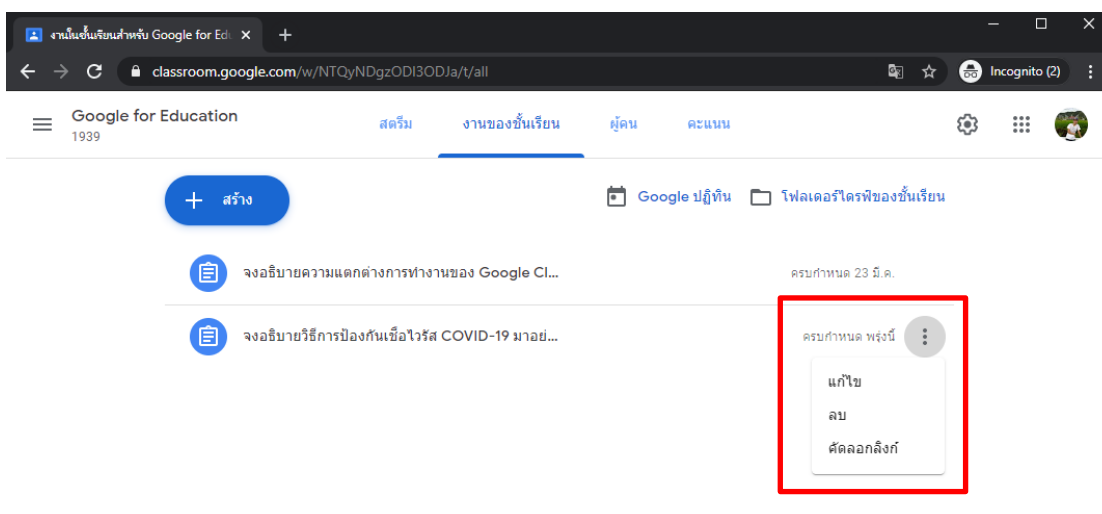 งานในชั้นเรียนสำหรับ Google for Edu
classroom.google.com/w/NTQyNDgzODI3ODJa/t/all
Incognito (2)
Google for Education
1939
สตรีม
งานของชั้นเรียน
ผู้คน
คะแนน
สร้าง
Google ปฏิทิน
โฟลเดอร์ไดรฟ์ของชั้นเรียน
จงอธิบายความแตกต่างการทำงานของ Google Cl...
ครบกำหนด 23 มี.ค.
จงอธิบายวิธีการป้องกันเชื้อไวรัส COVID-19 มาอย่...
ครบกำหนด พรุ่งนี้
แก้ไข
ลบ
คัดลอกลิงก์